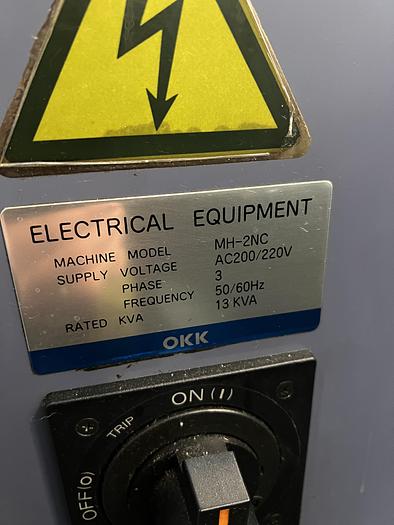 ELECTRICAL EQUIPMENT
MACHINE MODEL MH-2NC
SUPPLY VOLTAGE AC200/220V
PHASE 3
FREQUENCY 50/60Hz
RATED KVA 13 KVA
OKK
ON(I)
TRIP
OFF(o)